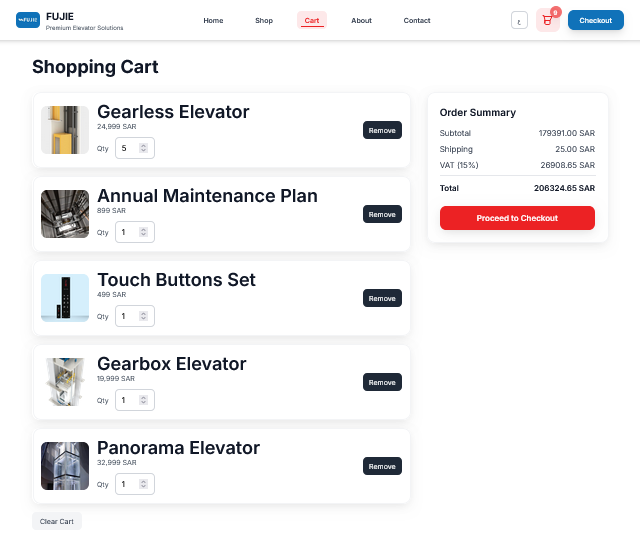 FUJIE
FUJIE
Premium Elevator Solutions
Home
Shop
Cart
About
Contact
ع
9
Checkout
Shopping Cart
Gearless Elevator
24,999 SAR
Qty 5
Remove
Annual Maintenance Plan
899 SAR
Qty 1
Remove
Touch Buttons Set
499 SAR
Qty 1
Remove
Gearbox Elevator
19,999 SAR
Qty 1
Remove
Panorama Elevator
32,999 SAR
Qty 1
Remove
Clear Cart
Order Summary
Subtotal 179391.00 SAR
Shipping 25.00 SAR
VAT (15%) 26908.65 SAR
Total 206324.65 SAR
Proceed to Checkout